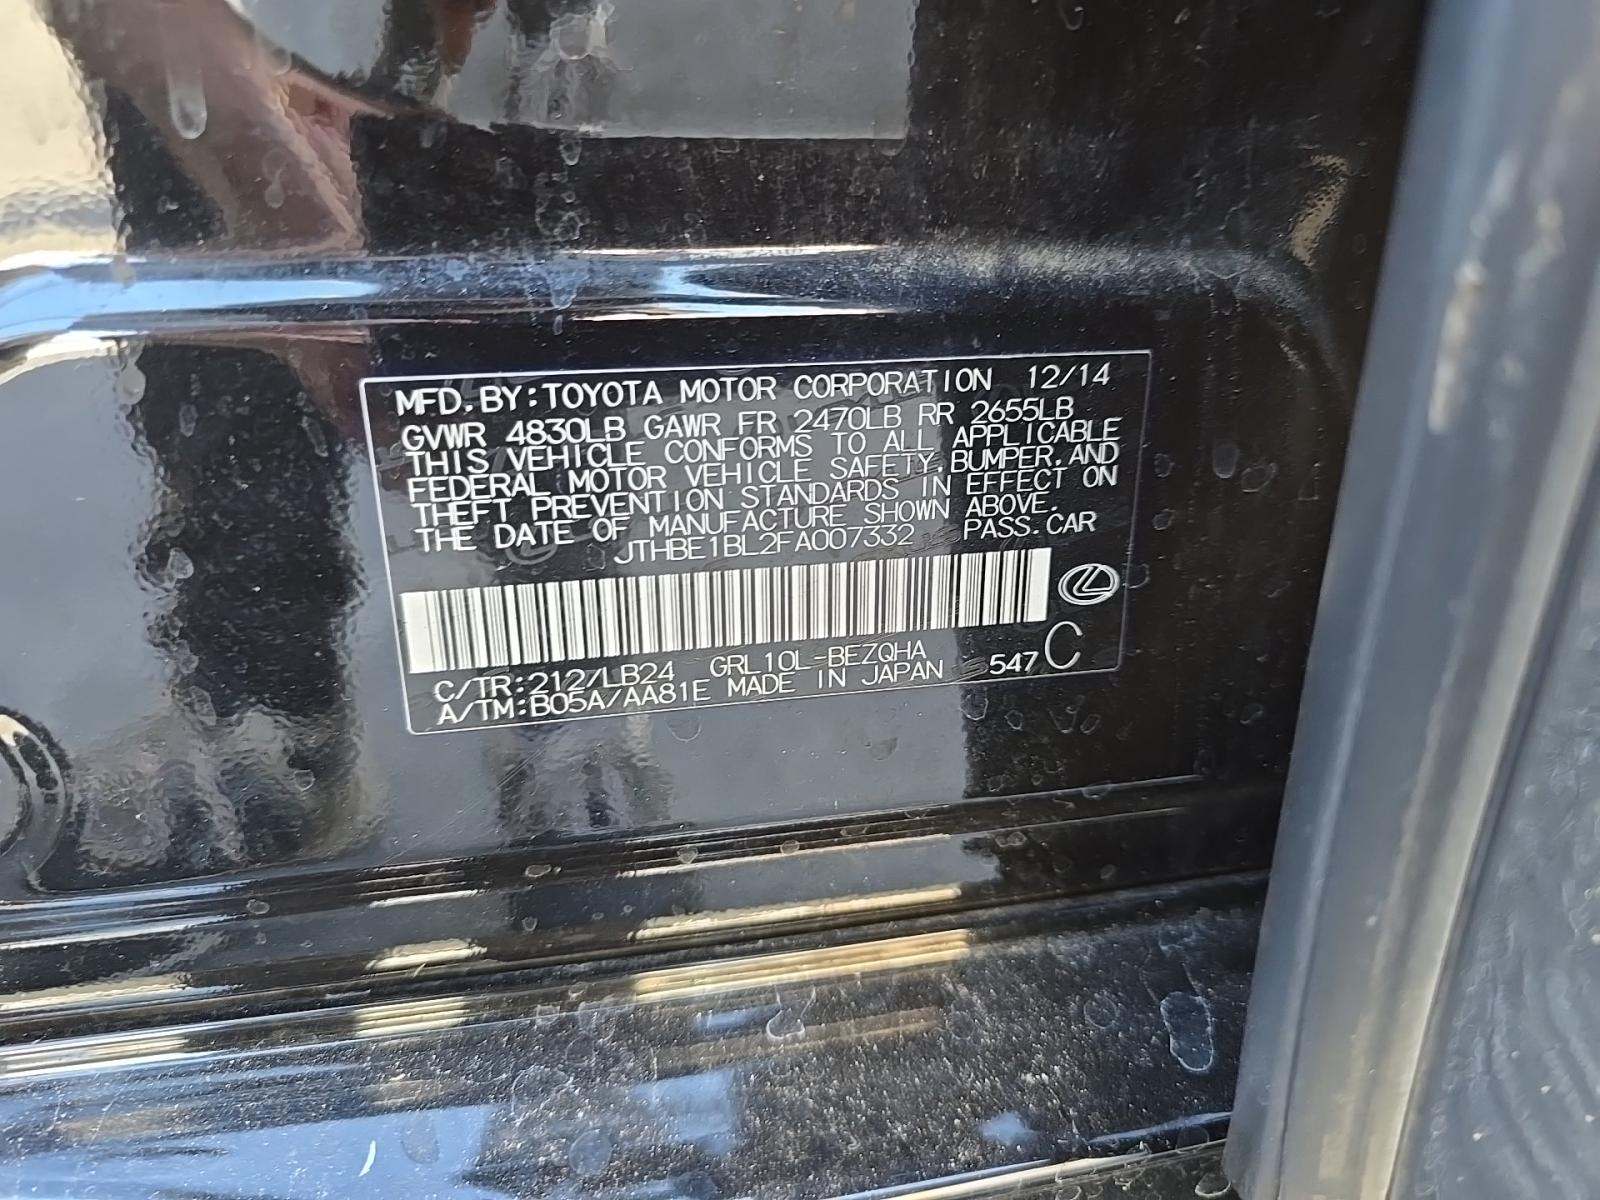 MFD. BY: TOYOTA MOTOR CORPORATION 12/14
GVWR 4830LB GAWR FR 2470LB RR 2655LB
THIS VEHICLE CONFORMS TO ALL APPLICABLE
FEDERAL MOTOR VEHICLE SAFETY, BUMPER, AND
THEFT PREVENTION STANDARDS IN EFFECT ON
THE DATE OF MANUFACTURE SHOWN ABOVE.
JTHBE1BL2FA007332 PASS. CAR
C/TR: 212/LB24 GRL10L-BEZQHA
A/TM: B05A/AA81E MADE IN JAPAN 547 C